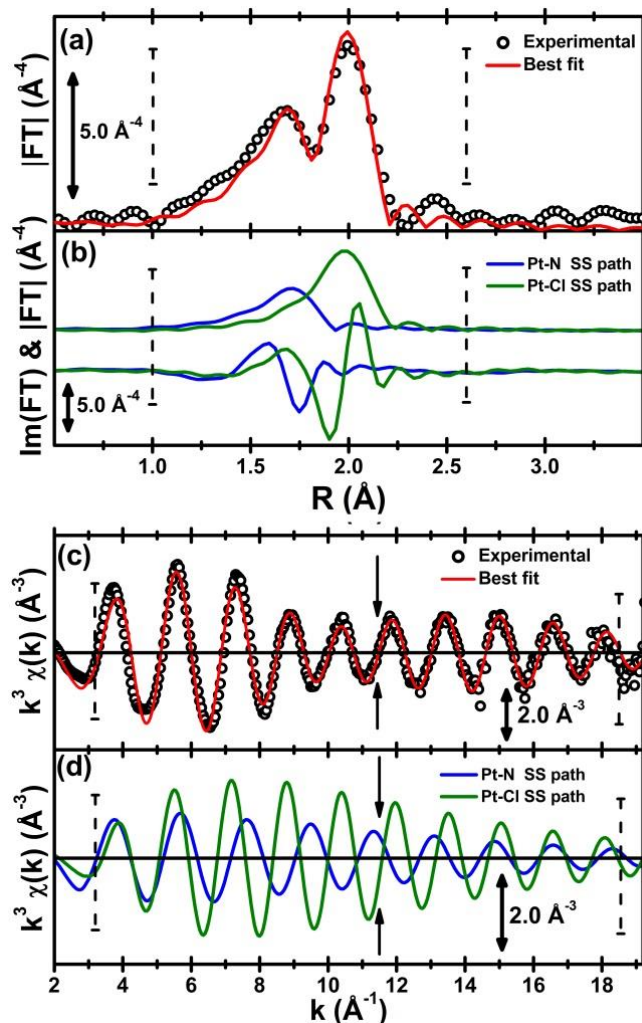 (a)
Experimental
Best fit
|FT| (Å⁻⁴)
5.0 Å⁻⁴
(b)
Pt-N SS path
Pt-Cl SS path
Im(FT) & |FT| (Å⁻⁴)
5.0 Å⁻⁴
1.0 1.5 2.0 2.5 3.0
R (Å)
(c)
Experimental
Best fit
k³ χ(k) (Å⁻³)
2.0 Å⁻³
(d)
Pt-N SS path
Pt-Cl SS path
k³ χ(k) (Å⁻³)
2.0 Å⁻³
2 4 6 8 10 12 14 16 18
k (Å⁻¹)